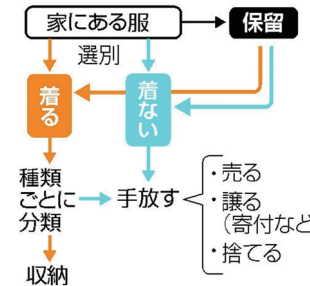 家にある服
保留
選別
着る
着ない
種類
ごとに
分類
手放す
・売る
・譲る
（寄付など
・捨てる
収納